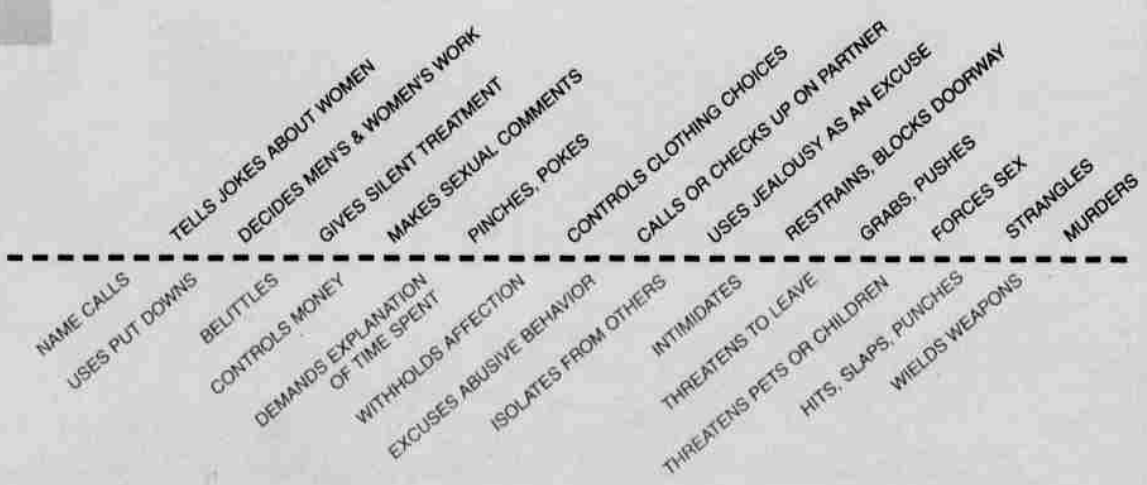 TELLS JOKES ABOUT WOMEN
DECIDES MEN'S & WOMEN'S WORK
GIVES SILENT TREATMENT
MAKES SEXUAL COMMENTS
PINCHES, POKES
CONTROLS CLOTHING CHOICES
CALLS OR CHECKS UP ON PARTNER
USES JEALOUSY AS AN EXCUSE
RESTRAINS, BLOCKS DOORWAY
GRABS, PUSHES
FORCES SEX
STRANGLES
MURDERS
NAME CALLS
USES PUT DOWNS
BELITTLES
CONTROLS MONEY
DEMANDS EXPLANATION
OF TIME SPENT
WITHHOLDS AFFECTION
EXCUSES ABUSIVE BEHAVIOR
ISOLATES FROM OTHERS
INTIMIDATES
THREATENS TO LEAVE
THREATENS PETS OR CHILDREN
HITS, SLAPS, PUNCHES
WIELDS WEAPONS